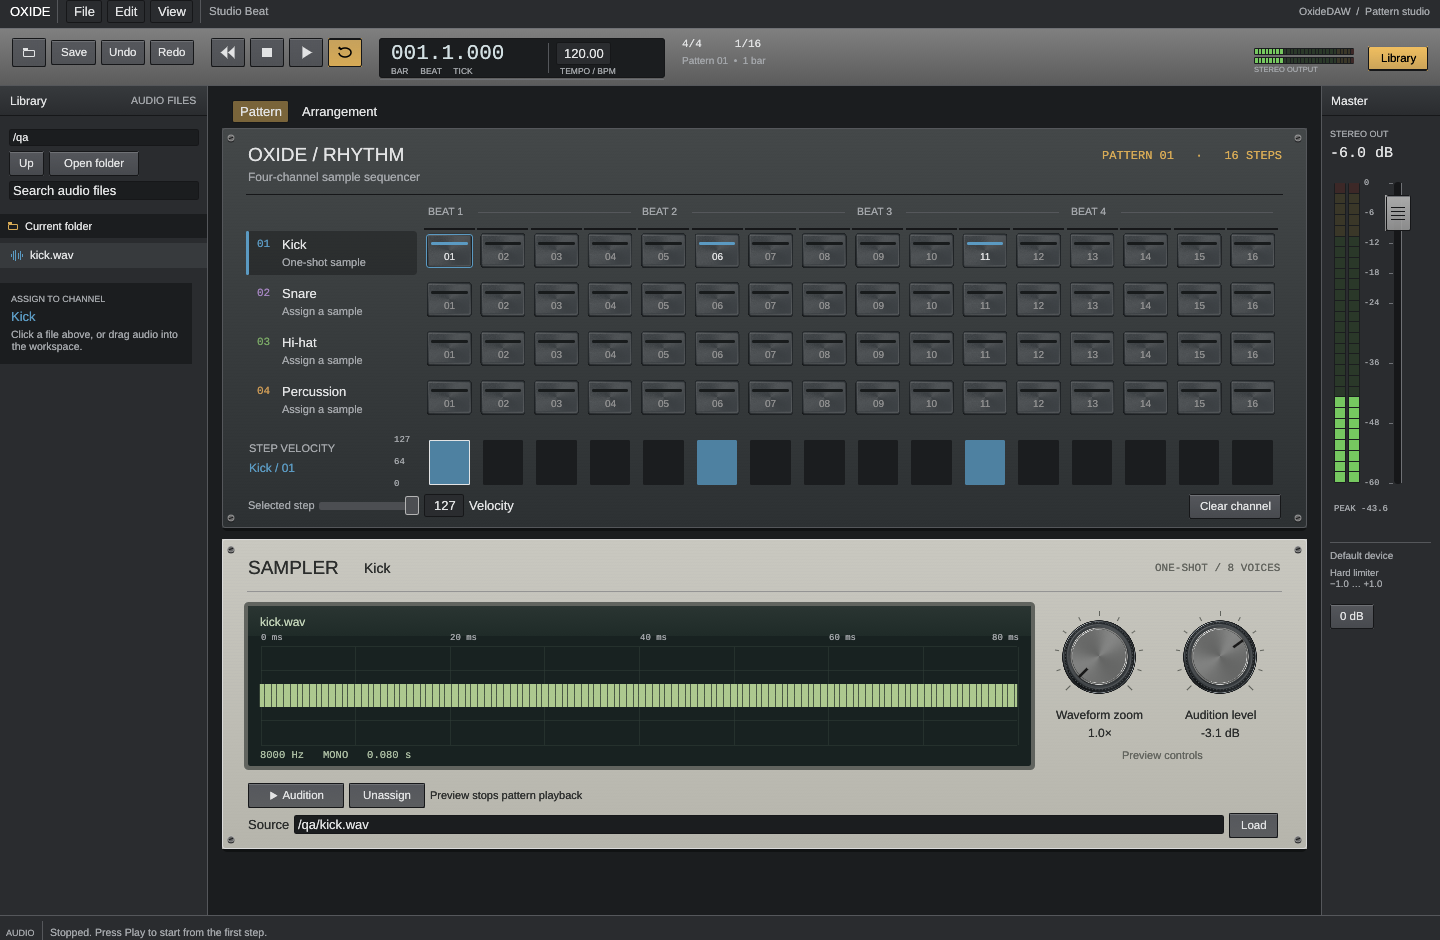 OXIDE File Edit View Studio Beat OxideDAW / Pattern studio
Save Undo Redo 001.1.000 120.00 4/4 1/16 Library
BAR BEAT TICK TEMPO / BPM Pattern 01 • 1 bar STEREO OUTPUT
Library AUDIO FILES
/qa
Up Open folder
Search audio files
Current folder
kick.wav
ASSIGN TO CHANNEL
Kick
Click a file above, or drag audio into
the workspace.
Pattern Arrangement
OXIDE / RHYTHM PATTERN 01 · 16 STEPS
Four-channel sample sequencer
BEAT 1 BEAT 2 BEAT 3 BEAT 4
01 Kick
One-shot sample
01 02 03 04 05 06 07 08 09 10 11 12 13 14 15 16
02 Snare
Assign a sample
01 02 03 04 05 06 07 08 09 10 11 12 13 14 15 16
03 Hi-hat
Assign a sample
01 02 03 04 05 06 07 08 09 10 11 12 13 14 15 16
04 Percussion
Assign a sample
01 02 03 04 05 06 07 08 09 10 11 12 13 14 15 16
STEP VELOCITY 127
Kick / 01 64
0
Selected step 127 Velocity Clear channel
SAMPLER Kick ONE-SHOT / 8 VOICES
kick.wav
0 ms 20 ms 40 ms 60 ms 80 ms
8000 Hz MONO 0.080 s
Waveform zoom Audition level
1.0× -3.1 dB
Preview controls
Audition Unassign Preview stops pattern playback
Source /qa/kick.wav Load
Master
STEREO OUT
-6.0 dB
0
-6
-12
-18
-24
-36
-48
-60
PEAK -43.6
Default device
Hard limiter
−1.0 … +1.0
0 dB
AUDIO Stopped. Press Play to start from the first step.